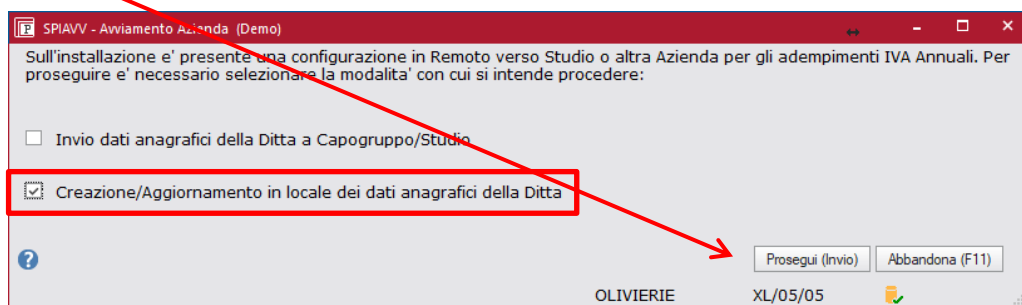 SPIAVV - Avviamento Azienda (Demo)
Sull'installazione e' presente una configurazione in Remoto verso Studio o altra Azienda per gli adempimenti IVA Annuali. Per
proseguire e' necessario selezionare la modalita' con cui si intende procedere:
Invio dati anagrafici della Ditta a Capogruppo/Studio
Creazione/Aggiornamento in locale dei dati anagrafici della Ditta
Prosegui (Invio) Abbandona (F11)
OLIVIERIE XL/05/05